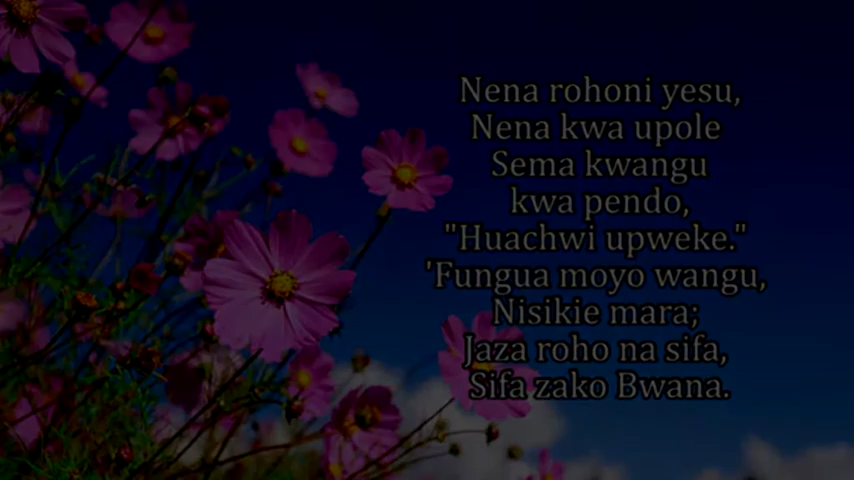 Nena rohoni yesu,
Nena kwa upole
Sema kwangu
kwa pendo,
"Huachwi upweke."
'Fungua moyo wangu,
Nisikie mara;
Jaza roho na sifa,
Sifa zako Bwana.